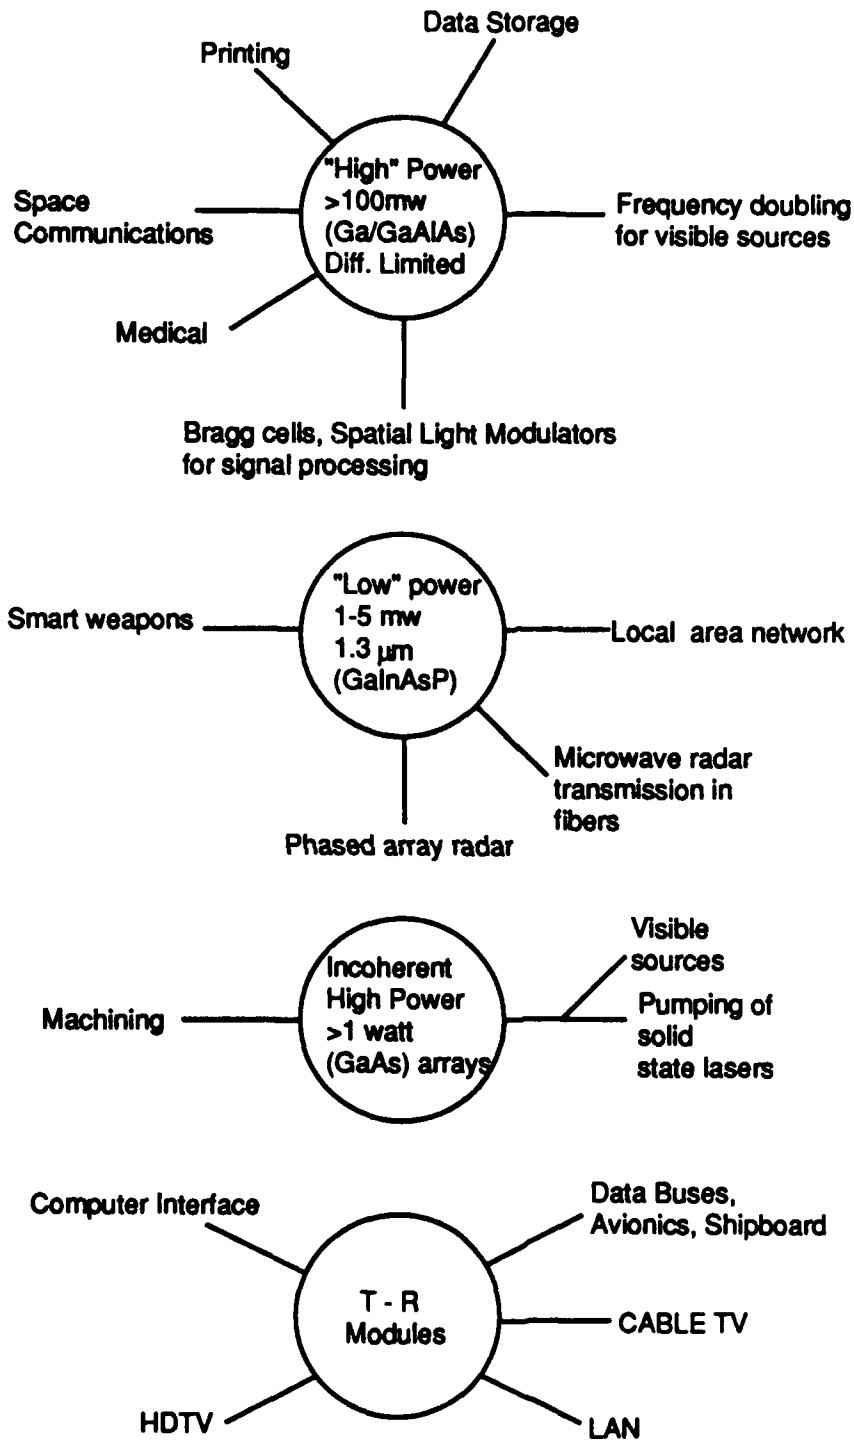 Data Storage
Printing
"High" Power
>100mw
(Ga/GaAlAs)
Diff. Limited
Space
Communications
Frequency doubling
for visible sources
Medical
Bragg cells, Spatial Light Modulators
for signal processing
"Low" power
1-5 mw
1.3 µm
(GaInAsP)
Smart weapons
Local area network
Microwave radar
transmission in
fibers
Phased array radar
Incoherent
High Power
>1 watt
(GaAs) arrays
Machining
Visible
sources
Pumping of
solid
state lasers
Computer Interface
Data Buses,
Avionics, Shipboard
T - R
Modules
CABLE TV
HDTV
LAN